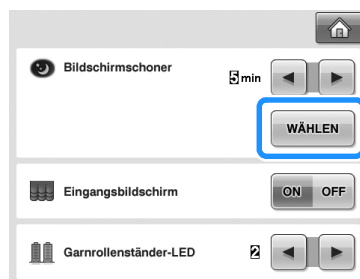 Bildschirmschoner
5 min
WÄHLEN
Eingangsbildschirm
ON OFF
Garnrollenständer-LED
2